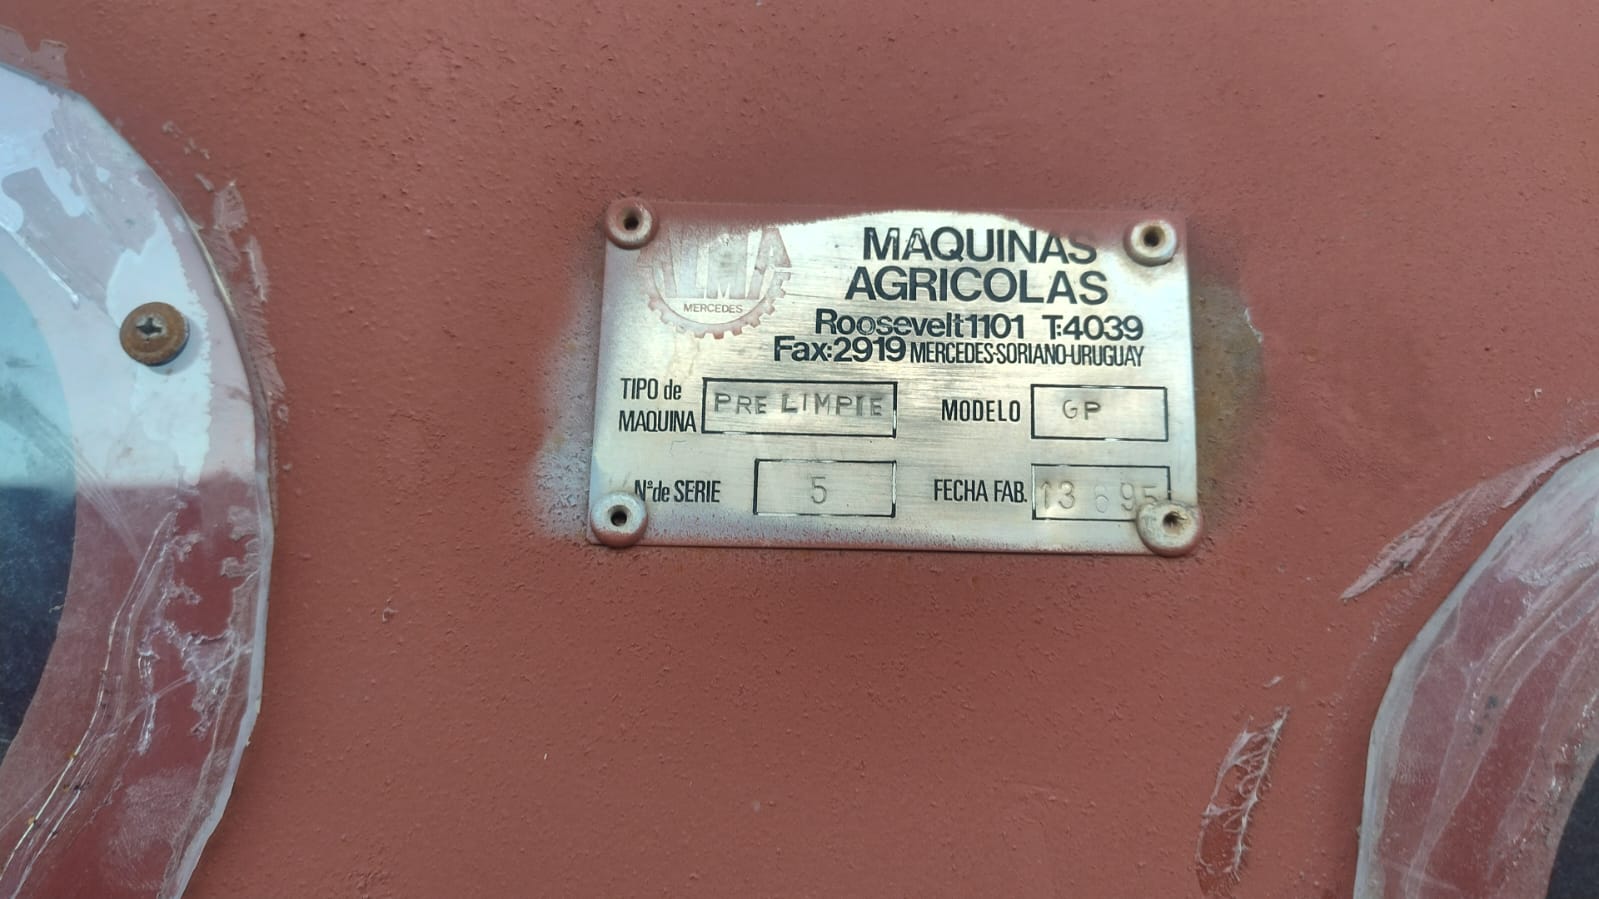 MERCEDES
MAQUINAS
AGRICOLAS
Roosevelt 1101 T:4039
Fax:2919 MERCEDES-SORIANO-URUGUAY
TIPO de
MAQUINA PRE LIMPIE MODELO GP
Nº de SERIE 5 FECHA FAB. 13 6 95